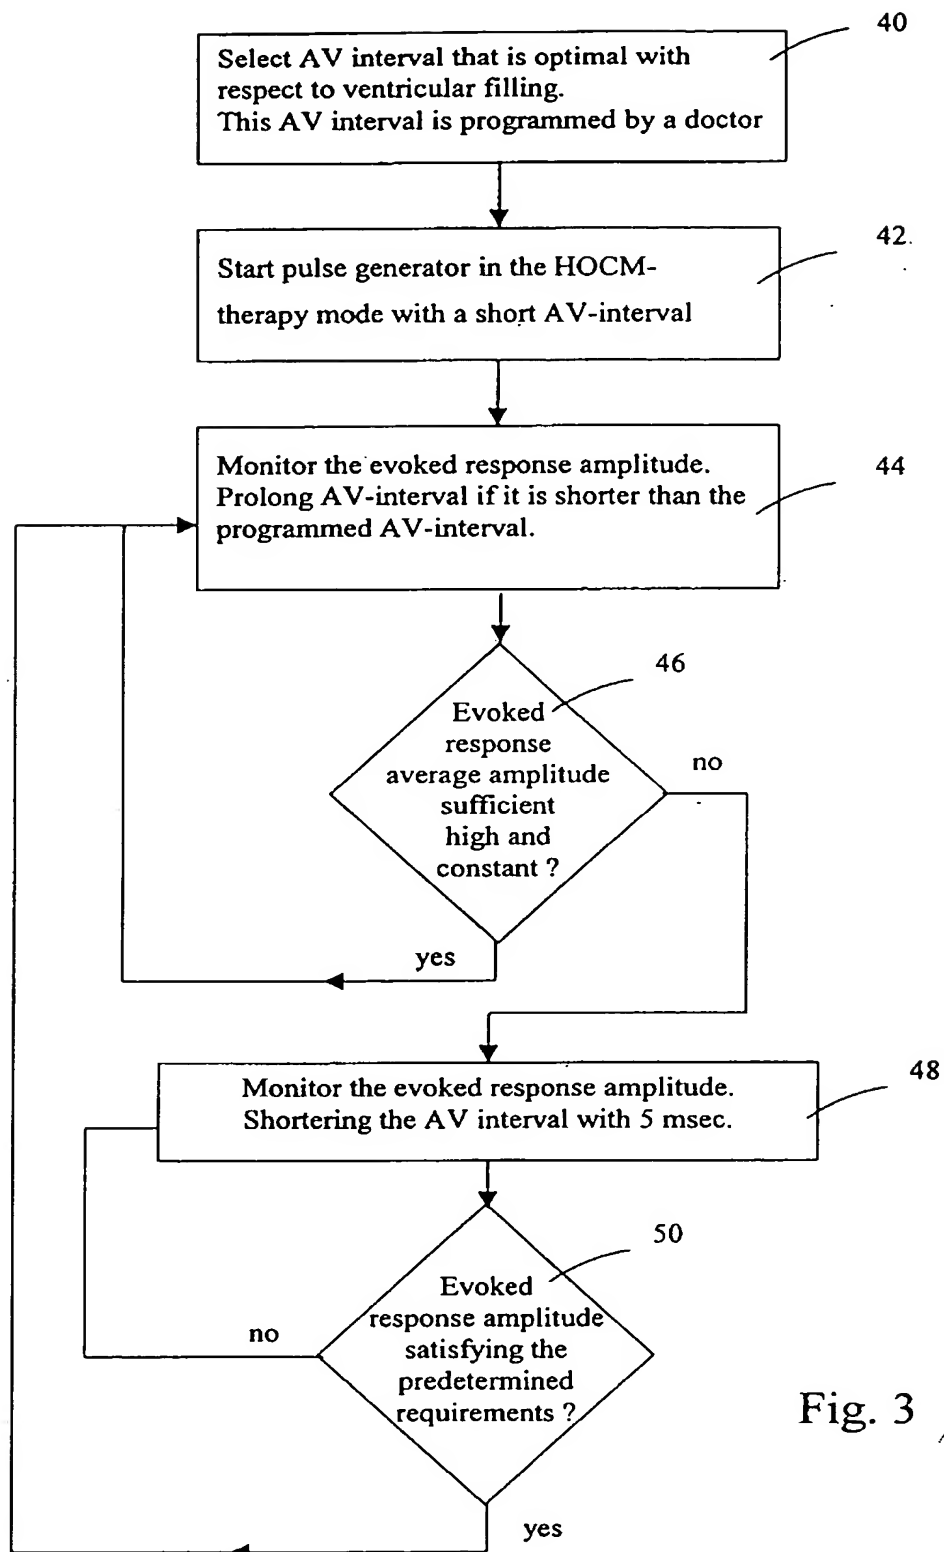 40
Select AV interval that is optimal with
respect to ventricular filling.
This AV interval is programmed by a doctor
42
Start pulse generator in the HOCM-
therapy mode with a short AV-interval
44
Monitor the evoked response amplitude.
Prolong AV-interval if it is shorter than the
programmed AV-interval.
46
Evoked
response
average amplitude
sufficient
high and
constant ?
no
yes
48
Monitor the evoked response amplitude.
Shortering the AV interval with 5 msec.
50
Evoked
response amplitude
satisfying the
predetermined
requirements ?
no
yes
Fig. 3